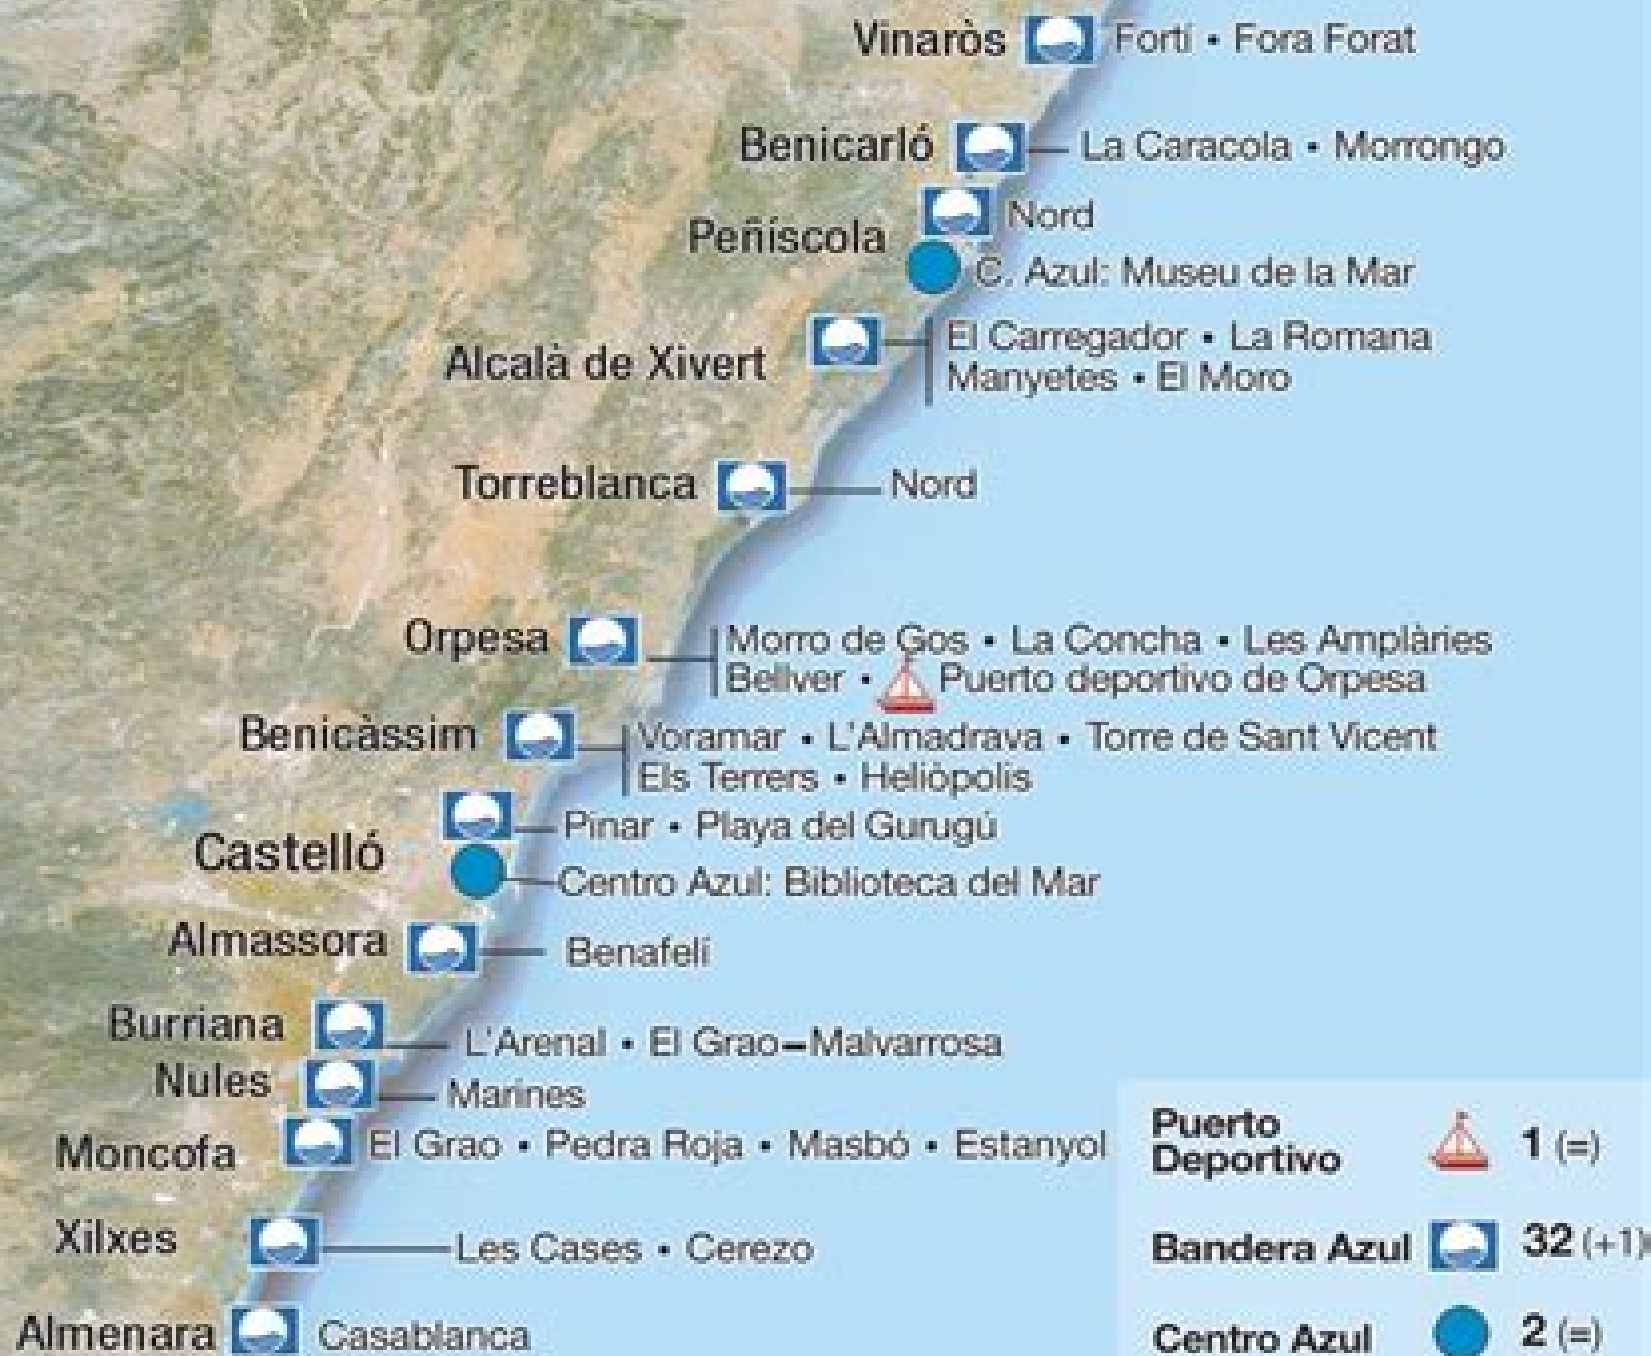 Vinaròs Fortí • Fora Forat
Benicarló La Caracola • Morrongo
Peñíscola Nord
C. Azul: Museu de la Mar
Alcalà de Xivert El Carregador • La Romana
Manyetes • El Moro
Torreblanca Nord
Orpesa Morro de Gos • La Concha • Les Amplàries
Bellver • Puerto deportivo de Orpesa
Benicàssim Voramar • L'Almadrava • Torre de Sant Vicent
Els Terrers • Heliòpolis
Castelló Pinar • Playa del Gurugú
Centro Azul: Biblioteca del Mar
Almassora Benafelí
Burriana L'Arenal • El Grao–Malvarrosa
Nules Marines
Moncofa El Grao • Pedra Roja • Masbó • Estanyol
Xilxes Les Cases • Cerezo
Almenara Casablanca
Puerto
Deportivo 1 (=)
Bandera Azul 32 (+1)
Centro Azul 2 (=)